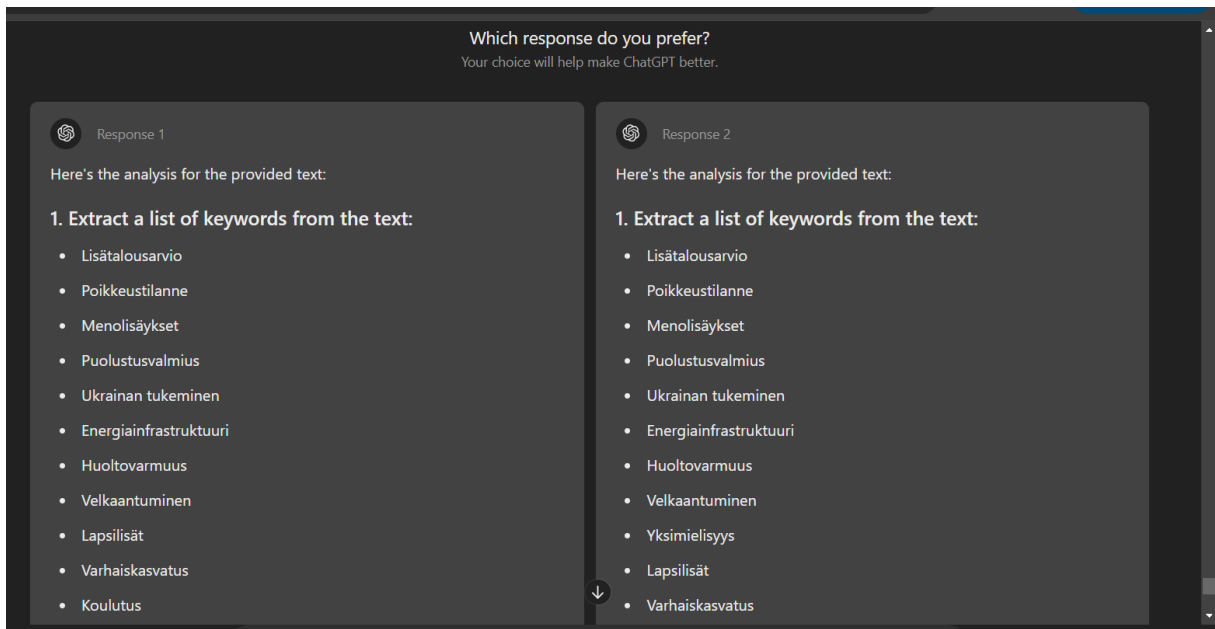 Which response do you prefer?
Your choice will help make ChatGPT better.
Response 1
Here's the analysis for the provided text:
1. Extract a list of keywords from the text:
• Lisätalousarvio
• Poikkeustilanne
• Menolisäykset
• Puolustusvalmius
• Ukrainan tukeminen
• Energiainfrastruktuuri
• Huoltovarmuus
• Velkaantuminen
• Lapsilisät
• Varhaiskasvatus
• Koulutus
Response 2
Here's the analysis for the provided text:
1. Extract a list of keywords from the text:
• Lisätalousarvio
• Poikkeustilanne
• Menolisäykset
• Puolustusvalmius
• Ukrainan tukeminen
• Energiainfrastruktuuri
• Huoltovarmuus
• Velkaantuminen
• Yksimielisyys
• Lapsilisät
• Varhaiskasvatus